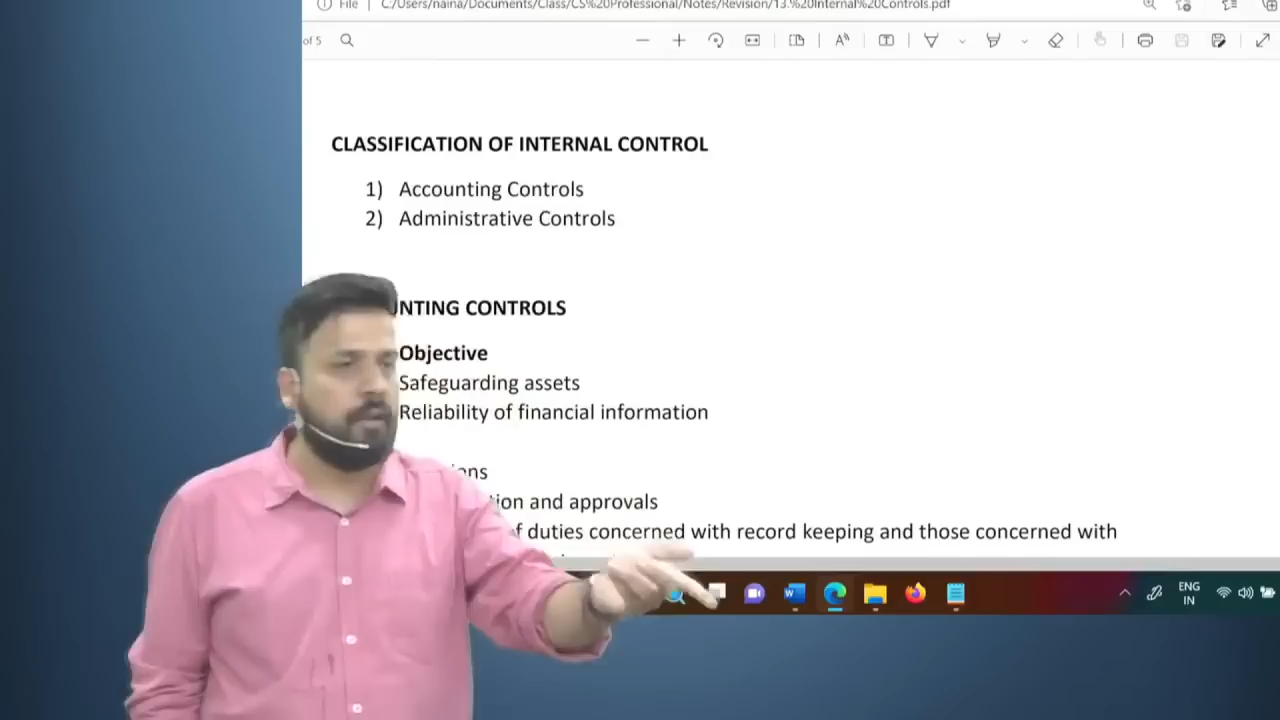 File C:/Users/naina/Documents/Class/CS%20Professional/Notes/Revision/13.%20Internal%20Controls.pdf
of 5
CLASSIFICATION OF INTERNAL CONTROL
1) Accounting Controls
2) Administrative Controls
NTING CONTROLS
Objective
Safeguarding assets
Reliability of financial information
ons
tion and approvals
f duties concerned with record keeping and those concerned with
ENG
IN